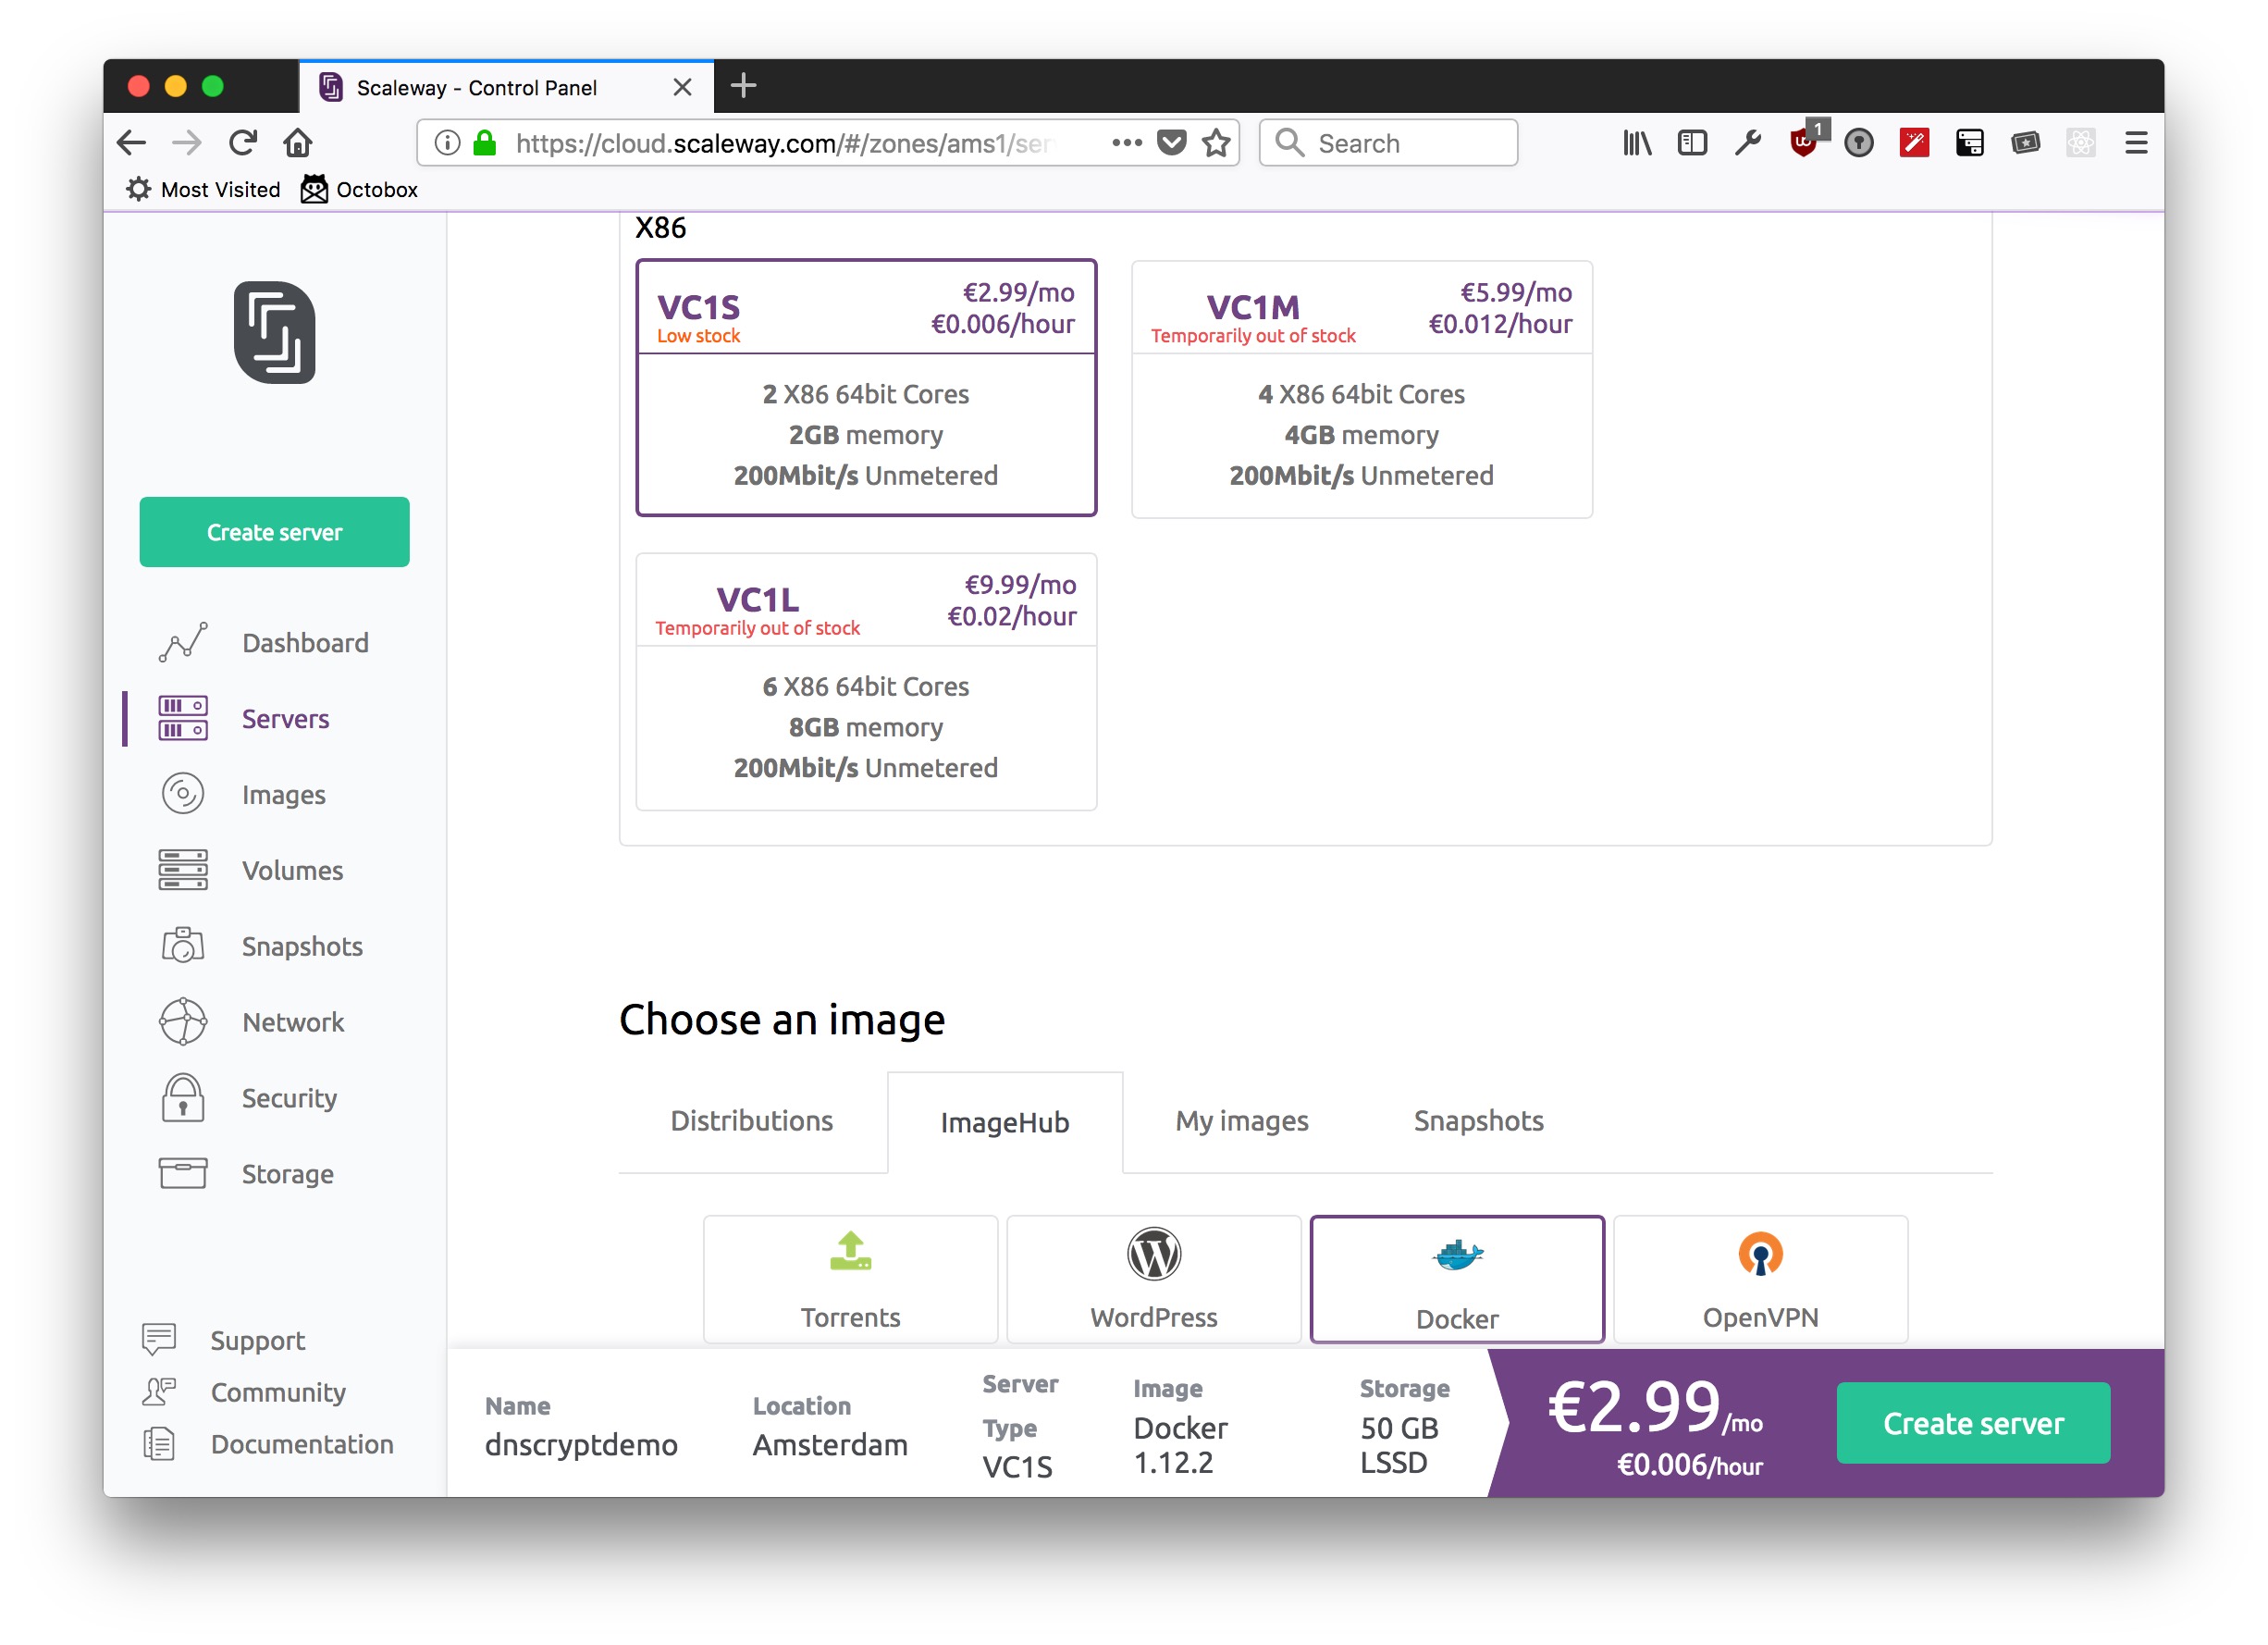 Scaleway - Control Panel
https://cloud.scaleway.com/#/zones/ams1/ser
Search
1
Most Visited
Octobox
X86
VC1S
Low stock
€2.99/mo
€0.006/hour
2 X86 64bit Cores
2GB memory
200Mbit/s Unmetered
VC1M
Temporarily out of stock
€5.99/mo
€0.012/hour
4 X86 64bit Cores
4GB memory
200Mbit/s Unmetered
VC1L
Temporarily out of stock
€9.99/mo
€0.02/hour
6 X86 64bit Cores
8GB memory
200Mbit/s Unmetered
Create server
Dashboard
Servers
Images
Volumes
Snapshots
Network
Security
Storage
Support
Community
Documentation
Choose an image
Distributions
ImageHub
My images
Snapshots
Torrents
WordPress
Docker
OpenVPN
Name
dnscryptdemo
Location
Amsterdam
Server
Type
VC1S
Image
Docker
1.12.2
Storage
50 GB
LSSD
€2.99/mo
€0.006/hour
Create server